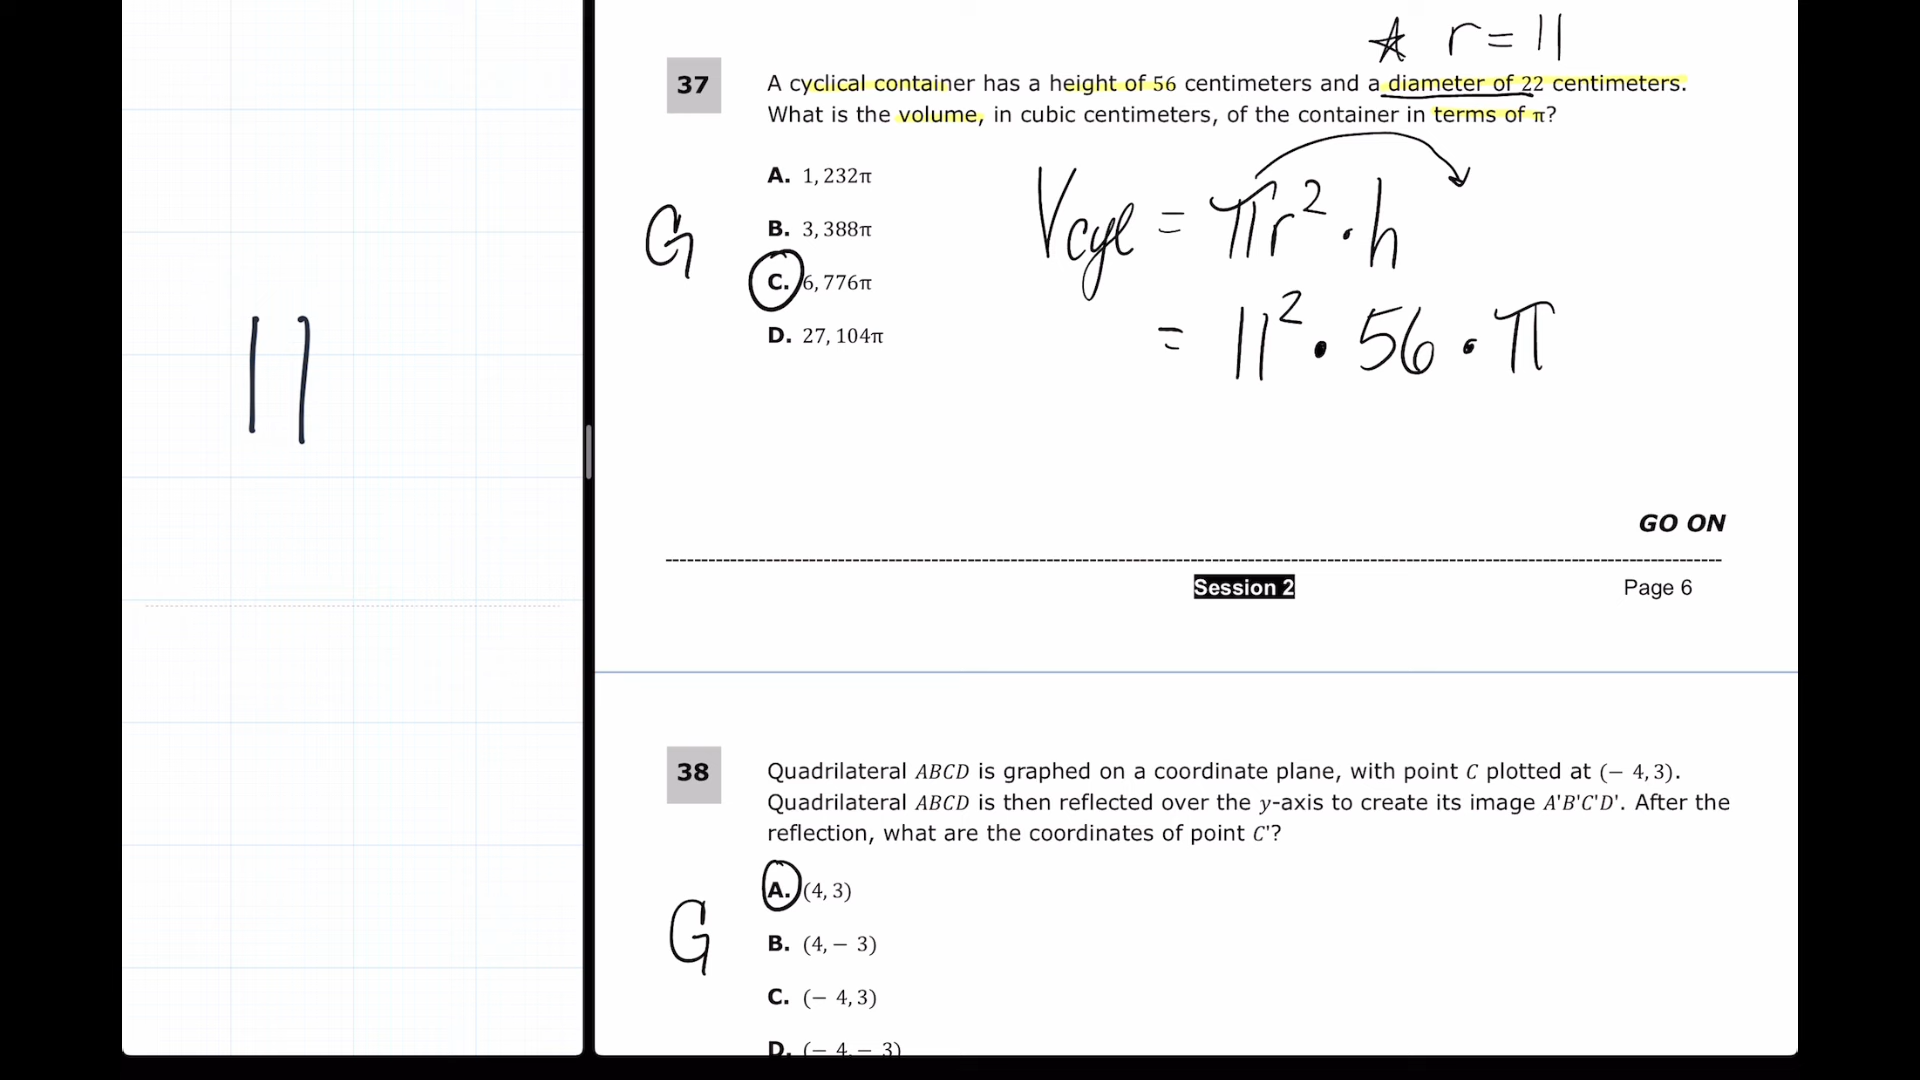 11
r = 11
37
A cyclical container has a height of 56 centimeters and a diameter of 22 centimeters.
What is the volume, in cubic centimeters, of the container in terms of π?
A. 1,232π
B. 3,388π
C. 6,776π
D. 27,104π
G
Vcyl = πr² · h
= 11² · 56 · π
GO ON
Session 2
Page 6
38
Quadrilateral ABCD is graphed on a coordinate plane, with point C plotted at (− 4,3).
Quadrilateral ABCD is then reflected over the y-axis to create its image A'B'C'D'. After the
reflection, what are the coordinates of point C'?
G
A. (4,3)
B. (4,− 3)
C. (− 4,3)
D. (− 4,− 3)